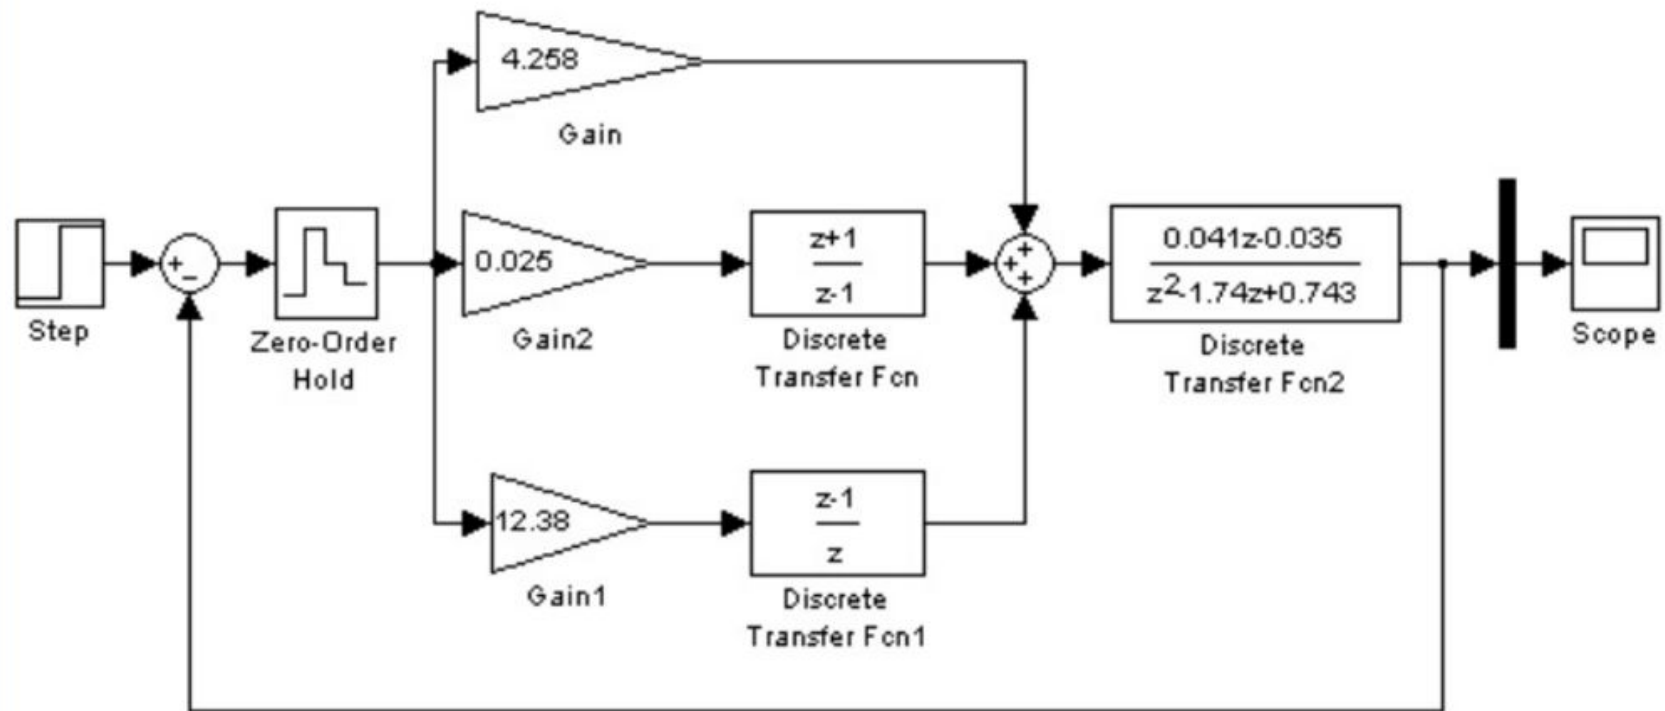 4.258
Gain
Step
+
−
Zero-Order
Hold
0.025
Gain2
z+1
z-1
Discrete
Transfer Fcn
+
+
+
0.041z-0.035
z²-1.74z+0.743
Discrete
Transfer Fcn2
Scope
12.38
Gain1
z-1
z
Discrete
Transfer Fcn1